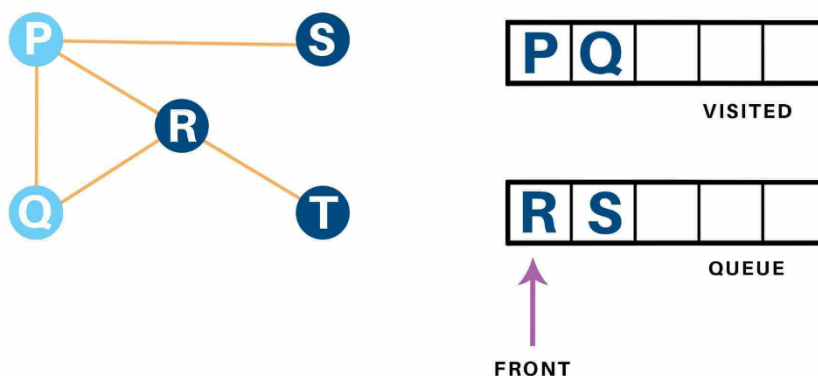 P
S
R
Q
T
P Q
VISITED
R S
QUEUE
FRONT